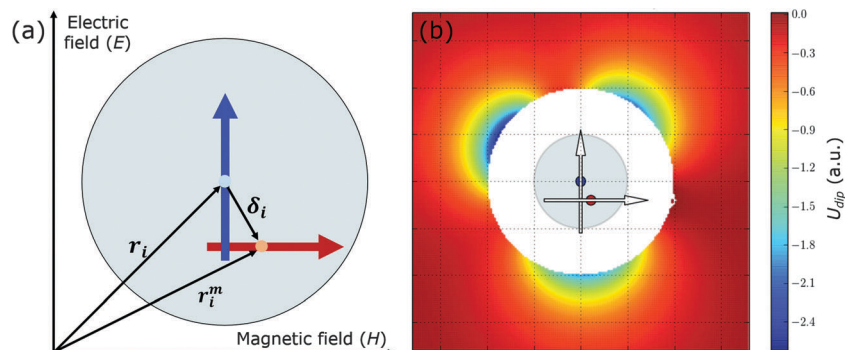 (a)
Electric
field (E)
δᵢ
rᵢ
rᵢᵐ
Magnetic field (H)
(b)
0.0
−0.3
−0.6
−0.9
−1.2
−1.5
−1.8
−2.1
−2.4
U_dip (a.u.)